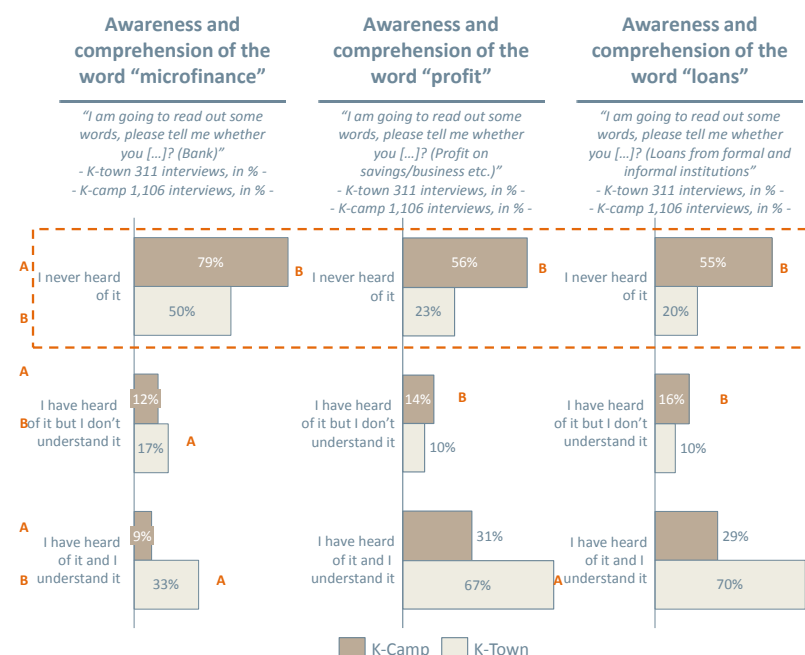 Awareness and
comprehension of the
word “microfinance”
“I am going to read out some
words, please tell me whether
you […]? (Bank)”
- K-town 311 interviews, in % -
- K-camp 1,106 interviews, in % -
Awareness and
comprehension of the
word “profit”
“I am going to read out some
words, please tell me whether
you […]? (Profit on
savings/business etc.)”
- K-town 311 interviews, in % -
- K-camp 1,106 interviews, in % -
Awareness and
comprehension of the
word “loans”
“I am going to read out some
words, please tell me whether
you […]? (Loans from formal and
informal institutions”
- K-town 311 interviews, in % -
- K-camp 1,106 interviews, in % -
A
B
I never heard
of it
79%
B
50%
I never heard
of it
56%
B
23%
I never heard
of it
55%
B
20%
A
B
I have heard
of it but I don’t
understand it
12%
17%
A
I have heard
of it but I don’t
understand it
14%
B
10%
I have heard
of it but I don’t
understand it
16%
B
10%
A
B
I have heard
of it and I
understand it
9%
33%
A
I have heard
of it and I
understand it
31%
67%
A
I have heard
of it and I
understand it
29%
70%
K-Camp
K-Town